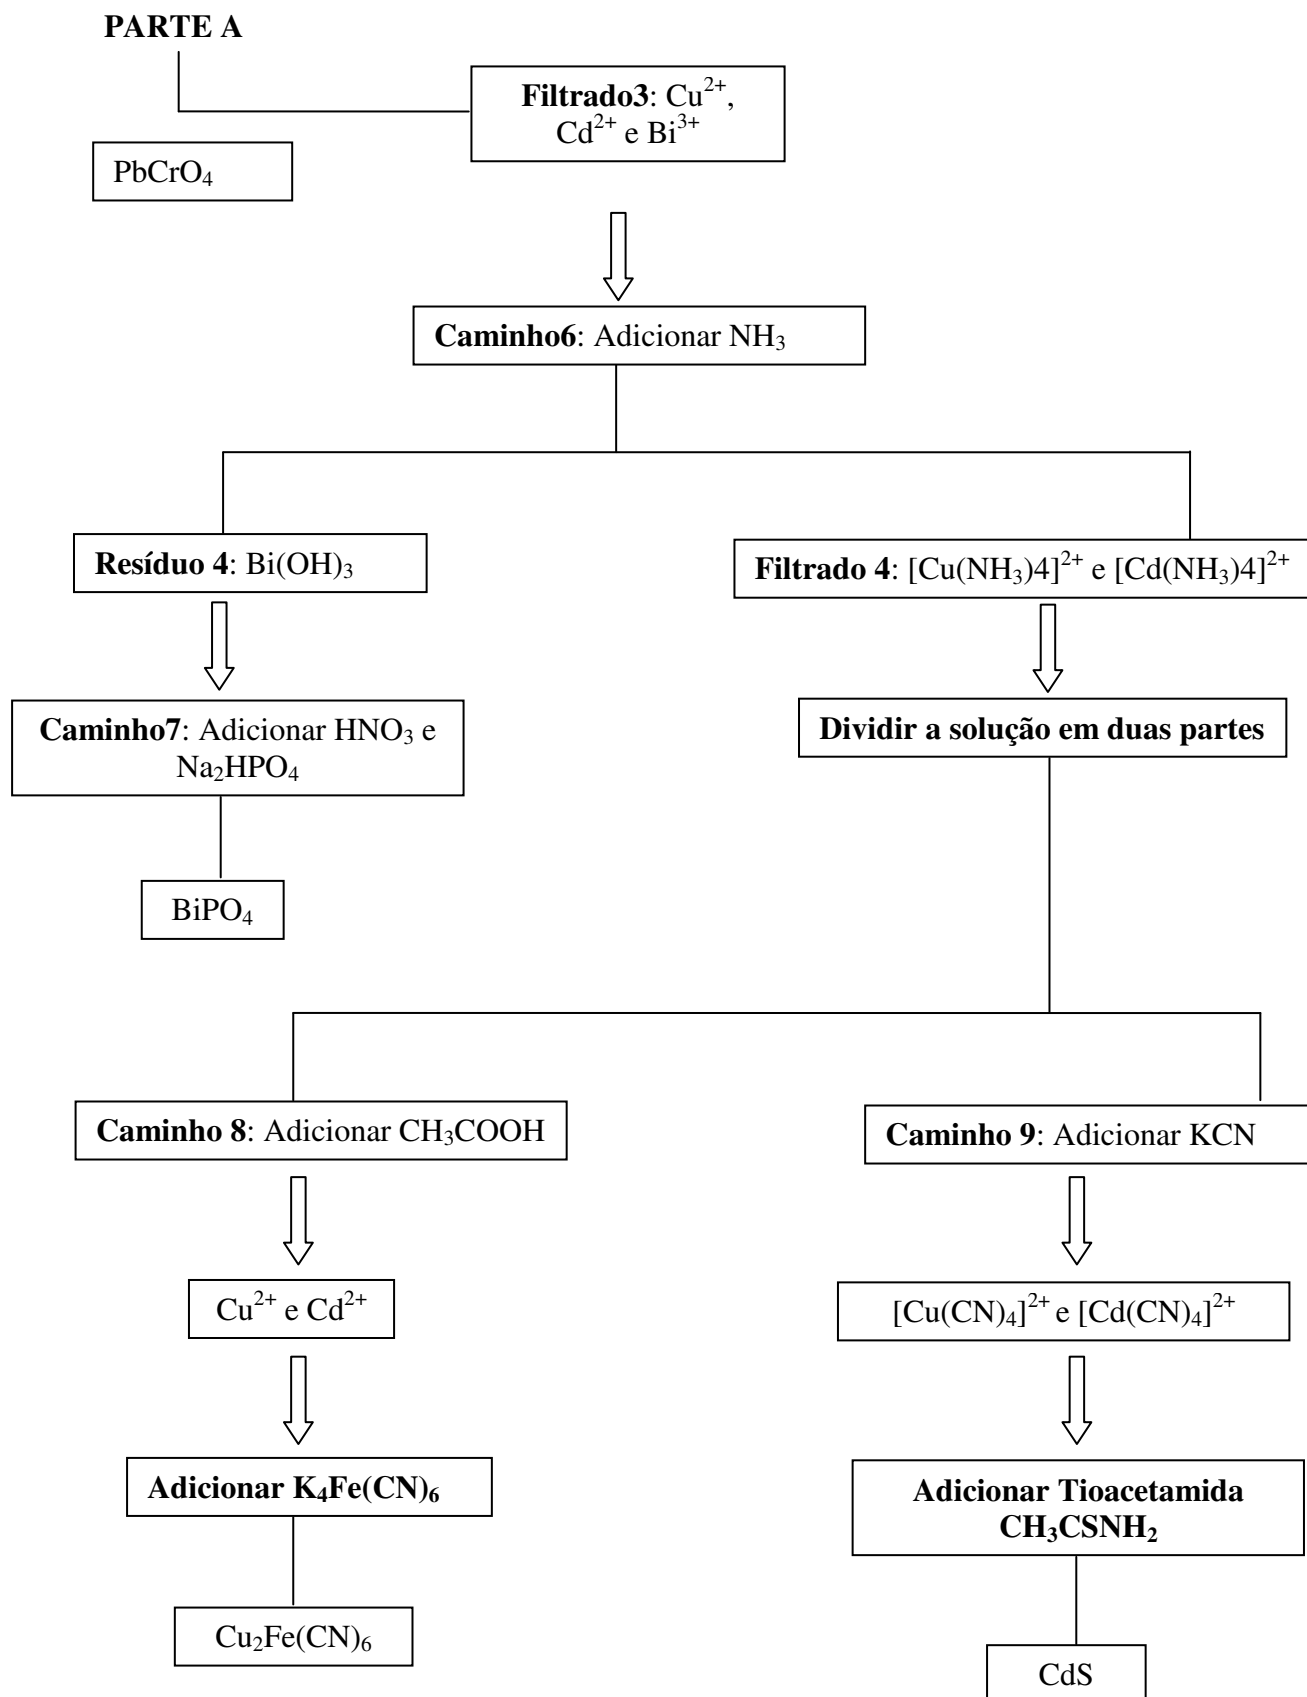 PARTE A
Filtrado3: Cu²⁺,
Cd²⁺ e Bi³⁺
PbCrO₄
Caminho6: Adicionar NH₃
Resíduo 4: Bi(OH)₃
Filtrado 4: [Cu(NH₃)4]²⁺ e [Cd(NH₃)4]²⁺
Caminho7: Adicionar HNO₃ e
Na₂HPO₄
Dividir a solução em duas partes
BiPO₄
Caminho 8: Adicionar CH₃COOH
Caminho 9: Adicionar KCN
Cu²⁺ e Cd²⁺
[Cu(CN)₄]²⁺ e [Cd(CN)₄]²⁺
Adicionar K₄Fe(CN)₆
Adicionar Tioacetamida
CH₃CSNH₂
Cu₂Fe(CN)₆
CdS